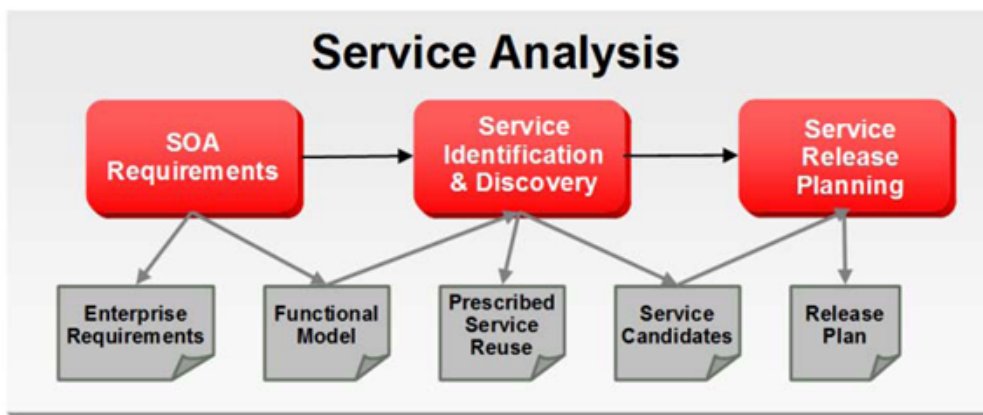 Service Analysis
SOA
Requirements
Service
Identification
& Discovery
Service
Release
Planning
Enterprise
Requirements
Functional
Model
Prescribed
Service
Reuse
Service
Candidates
Release
Plan